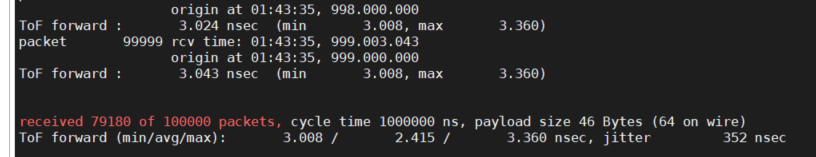 origin at 01:43:35, 998.000.000
ToF forward : 3.024 nsec (min 3.008, max 3.360)
packet 99999 rcv time: 01:43:35, 999.003.043
origin at 01:43:35, 999.000.000
ToF forward : 3.043 nsec (min 3.008, max 3.360)
received 79180 of 100000 packets, cycle time 1000000 ns, payload size 46 Bytes (64 on wire)
ToF forward (min/avg/max): 3.008 / 2.415 / 3.360 nsec, jitter 352 nsec